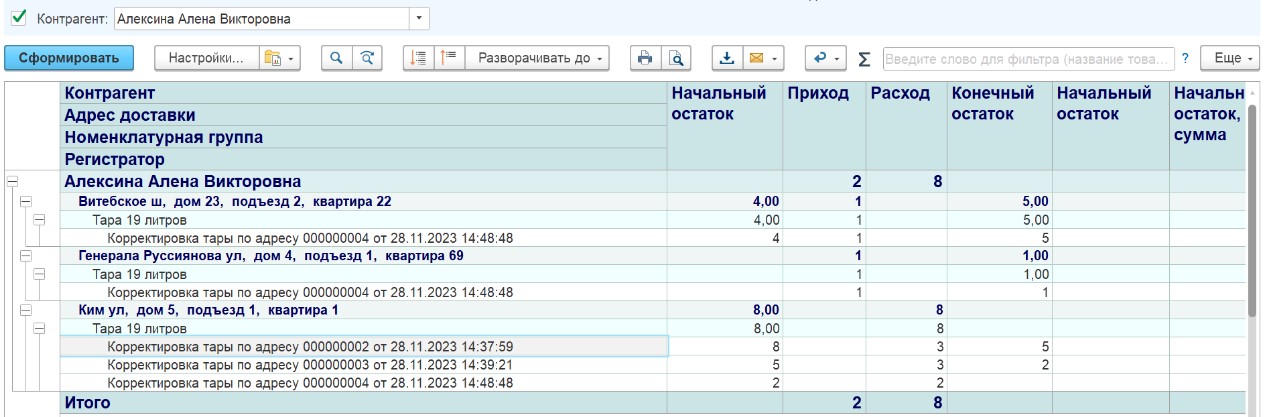 Контрагент: Алексина Алена Викторовна
Сформировать Настройки... Разворачивать до Введите слово для фильтра (название това... ? Еще
Контрагент Начальный остаток Приход Расход Конечный остаток Начальный остаток Начальн остаток, сумма
Адрес доставки
Номенклатурная группа
Регистратор
Алексина Алена Викторовна 2 8
Витебское ш, дом 23, подъезд 2, квартира 22 4,00 1 5,00
Тара 19 литров 4,00 1 5,00
Корректировка тары по адресу 000000004 от 28.11.2023 14:48:48 4 1 5
Генерала Руссиянова ул, дом 4, подъезд 1, квартира 69 1 1,00
Тара 19 литров 1 1,00
Корректировка тары по адресу 000000004 от 28.11.2023 14:48:48 1 1
Ким ул, дом 5, подъезд 1, квартира 1 8,00 8
Тара 19 литров 8,00 8
Корректировка тары по адресу 000000002 от 28.11.2023 14:37:59 8 3 5
Корректировка тары по адресу 000000003 от 28.11.2023 14:39:21 5 3 2
Корректировка тары по адресу 000000004 от 28.11.2023 14:48:48 2 2
Итого 2 8